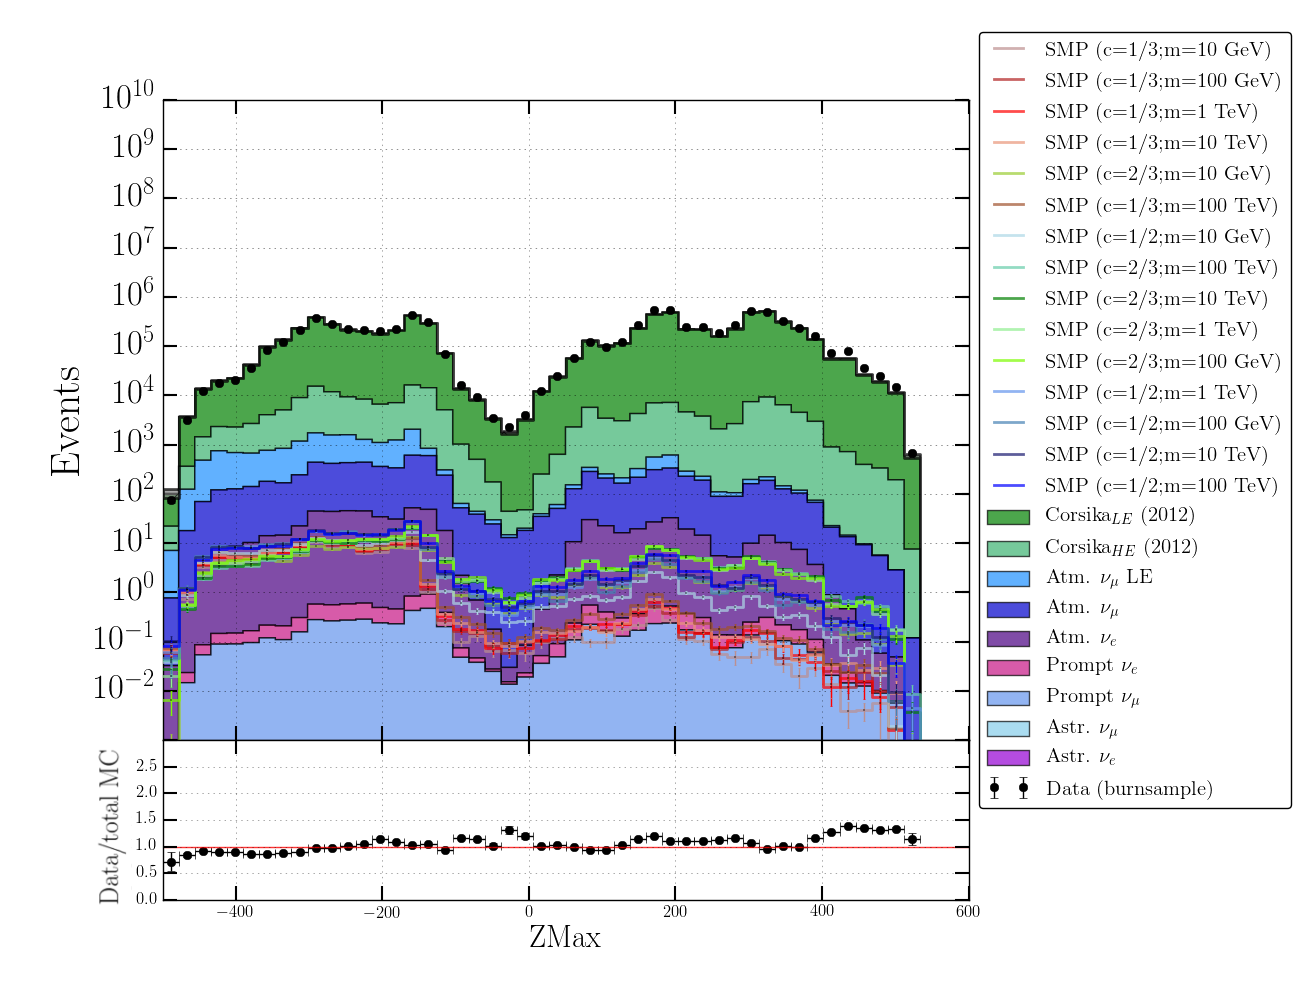 10^10
10^9
10^8
10^7
10^6
10^5
10^4
10^3
10^2
10^1
10^0
10^−1
10^−2
Events
SMP (c=1/3;m=10 GeV)
SMP (c=1/3;m=100 GeV)
SMP (c=1/3;m=1 TeV)
SMP (c=1/3;m=10 TeV)
SMP (c=2/3;m=10 GeV)
SMP (c=1/3;m=100 TeV)
SMP (c=1/2;m=10 GeV)
SMP (c=2/3;m=100 TeV)
SMP (c=2/3;m=10 TeV)
SMP (c=2/3;m=1 TeV)
SMP (c=2/3;m=100 GeV)
SMP (c=1/2;m=1 TeV)
SMP (c=1/2;m=100 GeV)
SMP (c=1/2;m=10 TeV)
SMP (c=1/2;m=100 TeV)
Corsika_LE (2012)
Corsika_HE (2012)
Atm. ν_μ LE
Atm. ν_μ
Atm. ν_e
Prompt ν_e
Prompt ν_μ
Astr. ν_μ
Astr. ν_e
Data (burnsample)
2.5
2.0
1.5
1.0
0.5
0.0
Data/total MC
−400
−200
0
200
400
600
ZMax